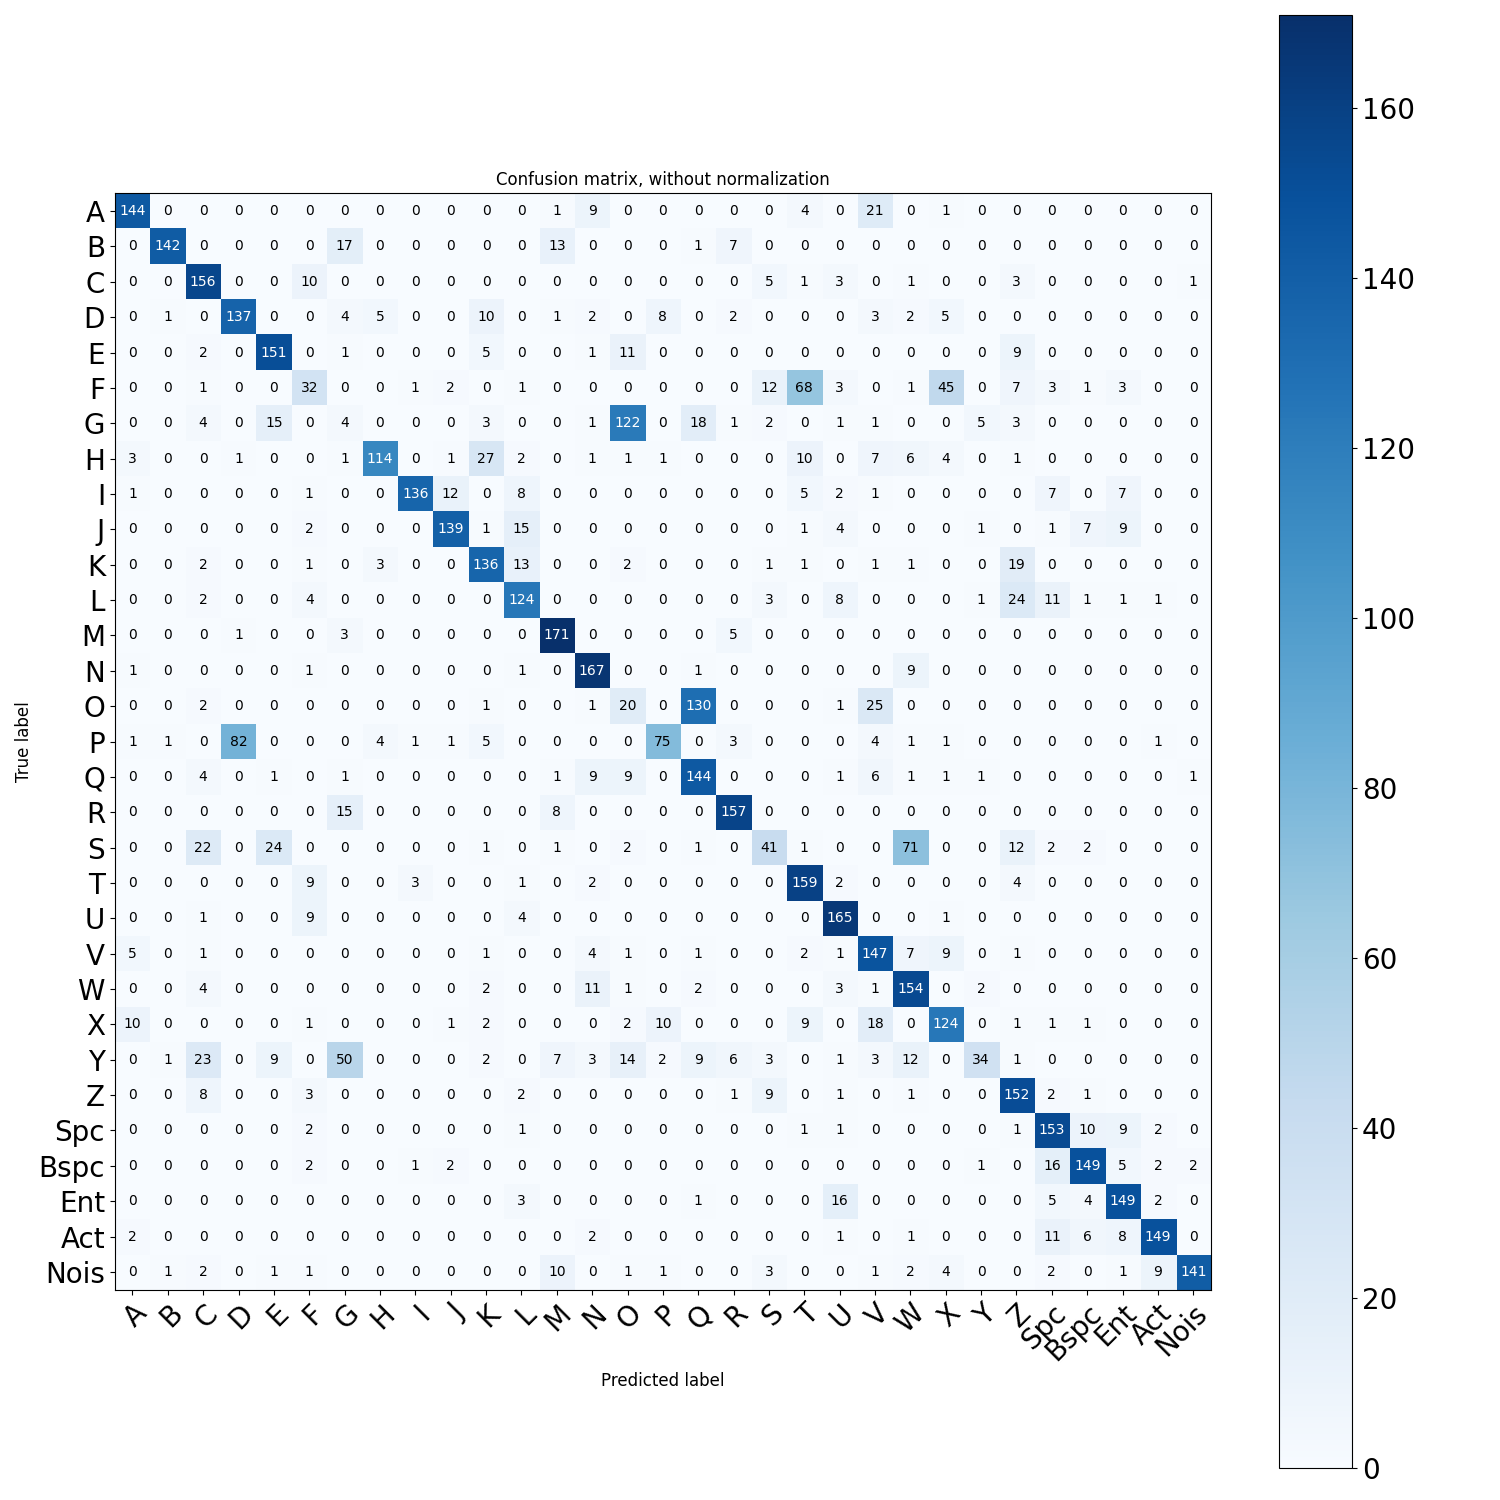 Confusion matrix, without normalization
True label
A 144 0 0 0 0 0 0 0 0 0 0 0 1 9 0 0 0 0 0 4 0 21 0 1 0 0 0 0 0 0 0
B 0 142 0 0 0 0 17 0 0 0 0 0 13 0 0 0 1 7 0 0 0 0 0 0 0 0 0 0 0 0 0
C 0 0 156 0 0 10 0 0 0 0 0 0 0 0 0 0 0 0 5 1 3 0 1 0 0 3 0 0 0 0 1
D 0 1 0 137 0 0 4 5 0 0 10 0 1 2 0 8 0 2 0 0 0 3 2 5 0 0 0 0 0 0 0
E 0 0 2 0 151 0 1 0 0 0 5 0 0 1 11 0 0 0 0 0 0 0 0 0 0 9 0 0 0 0 0
F 0 0 1 0 0 32 0 0 1 2 0 1 0 0 0 0 0 0 12 68 3 0 1 45 0 7 3 1 3 0 0
G 0 0 4 0 15 0 4 0 0 0 3 0 0 1 122 0 18 1 2 0 1 1 0 0 5 3 0 0 0 0 0
H 3 0 0 1 0 0 1 114 0 1 27 2 0 1 1 1 0 0 0 10 0 7 6 4 0 1 0 0 0 0 0
I 1 0 0 0 0 1 0 0 136 12 0 8 0 0 0 0 0 0 0 5 2 1 0 0 0 0 7 0 7 0 0
J 0 0 0 0 0 2 0 0 0 139 1 15 0 0 0 0 0 0 0 1 4 0 0 0 1 0 1 7 9 0 0
K 0 0 2 0 0 1 0 3 0 0 136 13 0 0 2 0 0 0 1 1 0 1 1 0 0 19 0 0 0 0 0
L 0 0 2 0 0 4 0 0 0 0 0 124 0 0 0 0 0 0 3 0 8 0 0 0 1 24 11 1 1 1 0
M 0 0 0 1 0 0 3 0 0 0 0 0 171 0 0 0 0 5 0 0 0 0 0 0 0 0 0 0 0 0 0
N 1 0 0 0 0 1 0 0 0 0 0 1 0 167 0 0 1 0 0 0 0 0 9 0 0 0 0 0 0 0 0
O 0 0 2 0 0 0 0 0 0 0 1 0 0 1 20 0 130 0 0 0 1 25 0 0 0 0 0 0 0 0 0
P 1 1 0 82 0 0 0 4 1 1 5 0 0 0 0 75 0 3 0 0 0 4 1 1 0 0 0 0 0 1 0
Q 0 0 4 0 1 0 1 0 0 0 0 0 1 9 9 0 144 0 0 0 1 6 1 1 1 0 0 0 0 0 1
R 0 0 0 0 0 0 15 0 0 0 0 0 8 0 0 0 0 157 0 0 0 0 0 0 0 0 0 0 0 0 0
S 0 0 22 0 24 0 0 0 0 0 1 0 1 0 2 0 1 0 41 1 0 0 71 0 0 12 2 2 0 0 0
T 0 0 0 0 0 9 0 0 3 0 0 1 0 2 0 0 0 0 0 159 2 0 0 0 0 4 0 0 0 0 0
U 0 0 1 0 0 9 0 0 0 0 0 4 0 0 0 0 0 0 0 0 165 0 0 1 0 0 0 0 0 0 0
V 5 0 1 0 0 0 0 0 0 0 1 0 0 4 1 0 1 0 0 2 1 147 7 9 0 1 0 0 0 0 0
W 0 0 4 0 0 0 0 0 0 0 2 0 0 11 1 0 2 0 0 0 3 1 154 0 2 0 0 0 0 0 0
X 10 0 0 0 0 1 0 0 0 1 2 0 0 0 2 10 0 0 0 9 0 18 0 124 0 1 1 1 0 0 0
Y 0 1 23 0 9 0 50 0 0 0 2 0 7 3 14 2 9 6 3 0 1 3 12 0 34 1 0 0 0 0 0
Z 0 0 8 0 0 3 0 0 0 0 0 2 0 0 0 0 0 1 9 0 1 0 1 0 0 152 2 1 0 0 0
Spc 0 0 0 0 0 2 0 0 0 0 0 1 0 0 0 0 0 0 0 1 1 0 0 0 0 1 153 10 9 2 0
Bspc 0 0 0 0 0 2 0 0 1 2 0 0 0 0 0 0 0 0 0 0 0 0 0 0 1 0 16 149 5 2 2
Ent 0 0 0 0 0 0 0 0 0 0 0 3 0 0 0 0 1 0 0 0 16 0 0 0 0 0 5 4 149 2 0
Act 2 0 0 0 0 0 0 0 0 0 0 0 0 2 0 0 0 0 0 0 1 0 1 0 0 0 11 6 8 149 0
Nois 0 1 2 0 1 1 0 0 0 0 0 0 10 0 1 1 0 0 3 0 0 1 2 4 0 0 2 0 1 9 141
A B C D E F G H I J K L M N O P Q R S T U V W X Y Z Spc Bspc Ent Act Nois
Predicted label
160
140
120
100
80
60
40
20
0